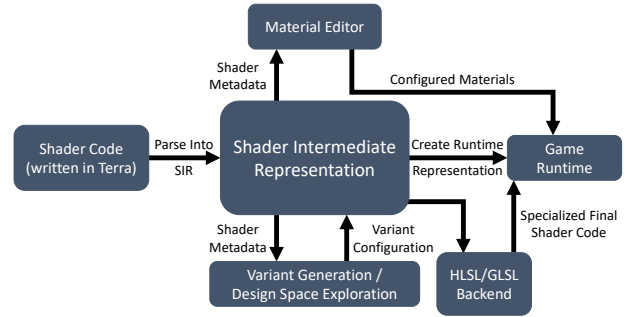 Material Editor
Shader
Metadata
Configured Materials
Shader Code
(written in Terra)
Parse Into
SIR
Shader Intermediate
Representation
Create Runtime
Representation
Game
Runtime
Shader
Metadata
Variant
Configuration
Specialized Final
Shader Code
Variant Generation /
Design Space Exploration
HLSL/GLSL
Backend